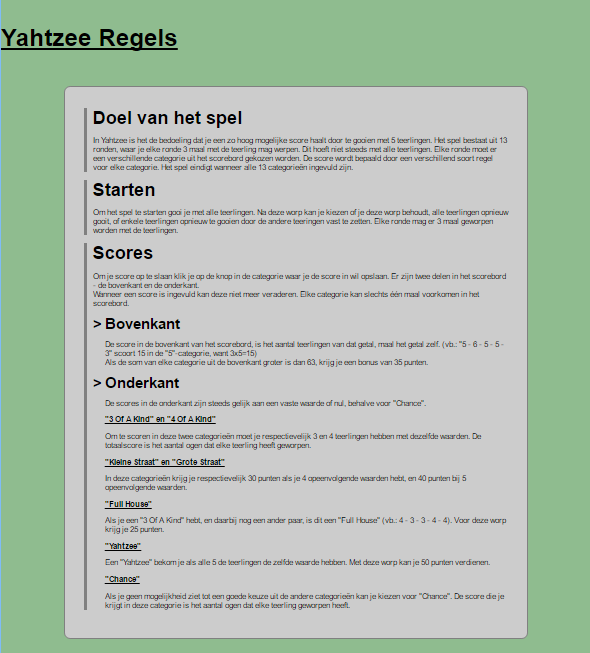 Yahtzee Regels
Doel van het spel
In Yahtzee is het de bedoeling dat je een zo hoog mogelijke score haalt door te gooien met 5 teerlingen. Het spel bestaat uit 13
ronden, waar je elke ronde 3 maal met de teerling mag werpen. Dit hoeft niet steeds met alle teerlingen. Elke ronde moet er
een verschillende categorie uit het scorebord gekozen worden. De score wordt bepaald door een verschillend soort regel
voor elke categorie. Het spel eindigt wanneer alle 13 categorieën ingevuld zijn.
Starten
Om het spel te starten gooi je met alle teerlingen. Na deze worp kan je kiezen of je deze worp behoudt, alle teerlingen opnieuw
gooit, of enkele teerlingen opnieuw te gooien door de andere teeringen vast te zetten. Elke ronde mag er 3 maal geworpen
worden met de teerlingen.
Scores
Om je score op te slaan klik je op de knop in de categorie waar je de score in wil opslaan. Er zijn twee delen in het scorebord
- de bovenkant en de onderkant.
Wanneer een score is ingevuld kan deze niet meer veraderen. Elke categorie kan slechts één maal voorkomen in het
scorebord.
> Bovenkant
De score in de bovenkant van het scorebord, is het aantal teerlingen van dat getal, maal het getal zelf. (vb.: "5 - 6 - 5 - 5 -
3" scoort 15 in de "5"-categorie, want 3x5=15)
Als de som van elke categorie uit de bovenkant groter is dan 63, krijg je een bonus van 35 punten.
> Onderkant
De scores in de onderkant zijn steeds gelijk aan een vaste waarde of nul, behalve voor "Chance".
"3 Of A Kind" en "4 Of A Kind"
Om te scoren in deze twee categorieën moet je respectievelijk 3 en 4 teerlingen hebben met dezelfde waarden. De
totaalscore is het aantal ogen dat elke teerling heeft geworpen.
"Kleine Straat" en "Grote Straat"
In deze categorieën krijg je respectievelijk 30 punten als je 4 opeenvolgende waarden hebt, en 40 punten bij 5
opeenvolgende waarden.
"Full House"
Als je een "3 Of A Kind" hebt, en daarbij nog een ander paar, is dit een "Full House" (vb.: 4 - 3 - 3 - 4 - 4). Voor deze worp
krijg je 25 punten.
"Yahtzee"
Een "Yahtzee" bekom je als alle 5 de teerlingen de zelfde waarde hebben. Met deze worp kan je 50 punten verdienen.
"Chance"
Als je geen mogelijkheid ziet tot een goede keuze uit de andere categorieën kan je kiezen voor "Chance". De score die je
krijgt in deze categorie is het aantal ogen dat elke teerling geworpen heeft.